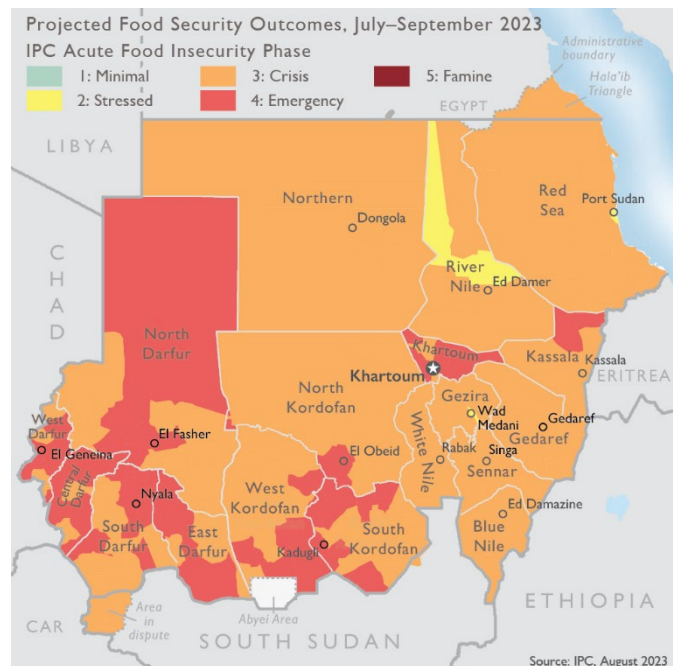 Projected Food Security Outcomes, July–September 2023
IPC Acute Food Insecurity Phase
1: Minimal
3: Crisis
5: Famine
2: Stressed
4: Emergency
Administrative
boundary
Hala'ib
Triangle
EGYPT
LIBYA
Northern
Dongola
Red
Sea
Port Sudan
CHAD
River
Nile
Ed Damer
North
Darfur
Khartoum
Khartoum
Kassala
Kassala
ERITREA
North
Kordofan
Gezira
Wad
Medani
Gedaref
Gedaref
West
Darfur
El Geneina
El Fasher
El Obeid
White Nile
Rabak
Singa
Sennar
Central
Darfur
Nyala
West
Kordofan
Ed Damazine
Blue
Nile
South
Darfur
East
Darfur
Kadugli
South
Kordofan
Area
in
dispute
Abyei Area
ETHIOPIA
CAR
SOUTH SUDAN
Source: IPC, August 2023